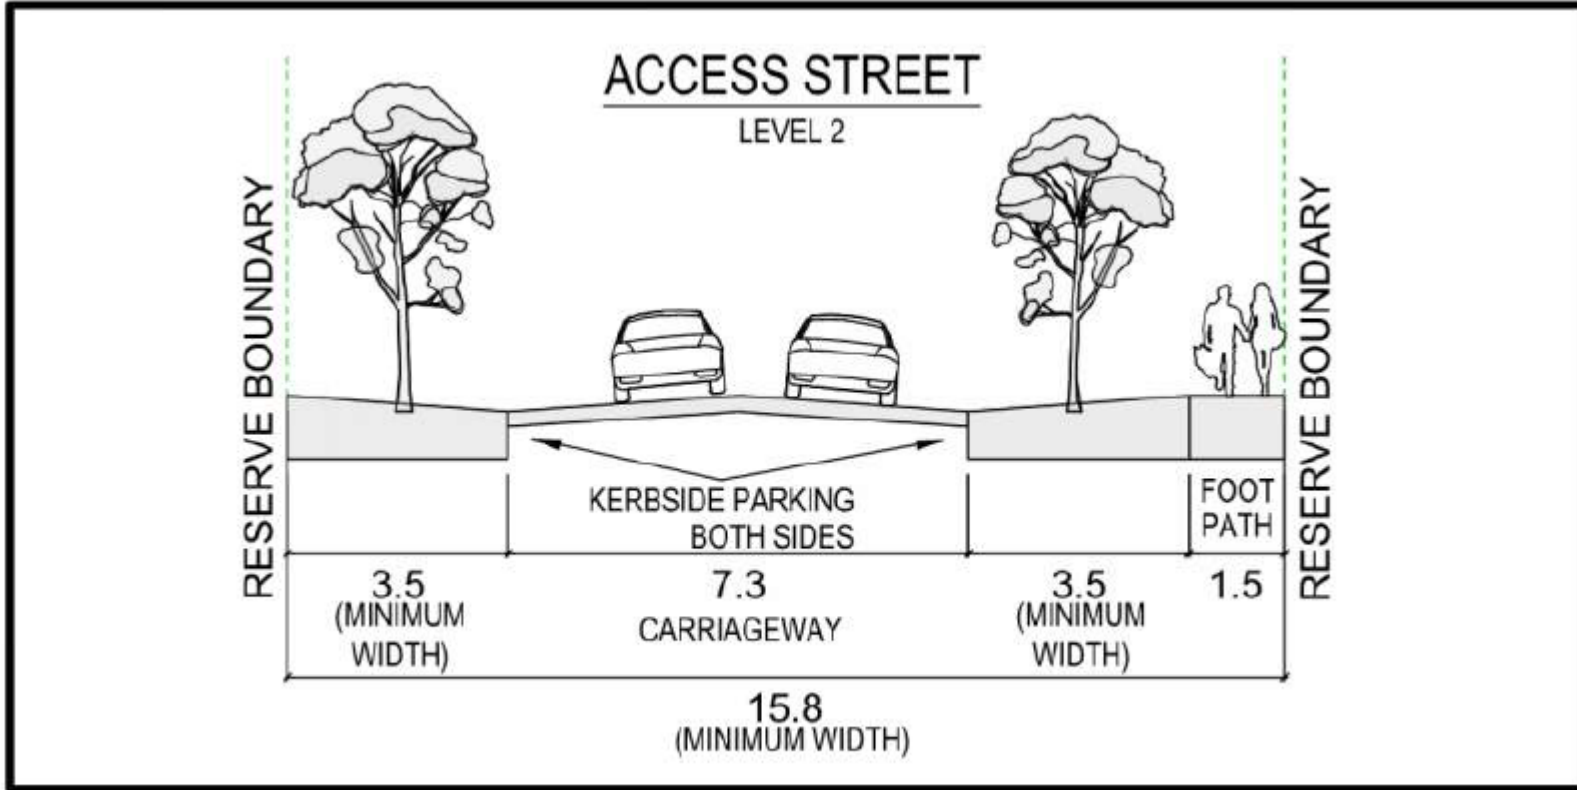 ACCESS STREET
LEVEL 2
RESERVE BOUNDARY
RESERVE BOUNDARY
KERBSIDE PARKING
BOTH SIDES
FOOT
PATH
3.5
(MINIMUM
WIDTH)
7.3
CARRIAGEWAY
3.5
(MINIMUM
WIDTH)
1.5
15.8
(MINIMUM WIDTH)